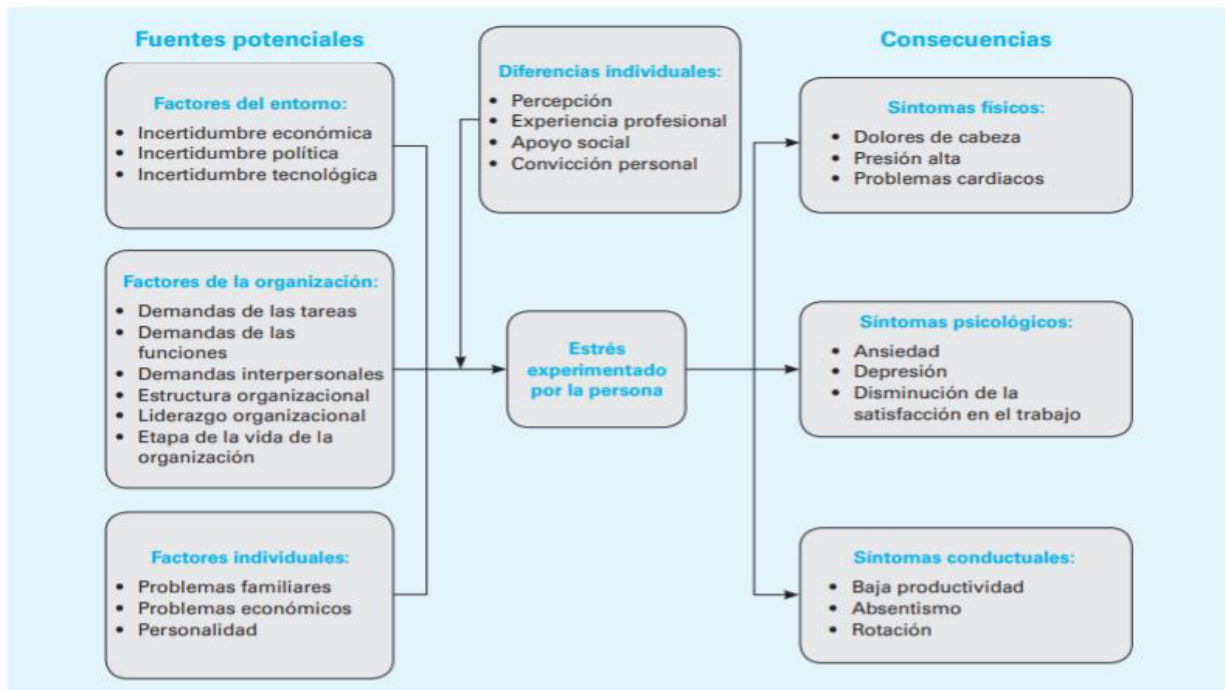 Fuentes potenciales
Factores del entorno:
• Incertidumbre económica
• Incertidumbre política
• Incertidumbre tecnológica
Factores de la organización:
• Demandas de las tareas
• Demandas de las
funciones
• Demandas interpersonales
• Estructura organizacional
• Liderazgo organizacional
• Etapa de la vida de la
organización
Factores individuales:
• Problemas familiares
• Problemas económicos
• Personalidad
Diferencias individuales:
• Percepción
• Experiencia profesional
• Apoyo social
• Convicción personal
Estrés
experimentado
por la persona
Consecuencias
Síntomas físicos:
• Dolores de cabeza
• Presión alta
• Problemas cardiacos
Síntomas psicológicos:
• Ansiedad
• Depresión
• Disminución de la
satisfacción en el trabajo
Síntomas conductuales:
• Baja productividad
• Absentismo
• Rotación